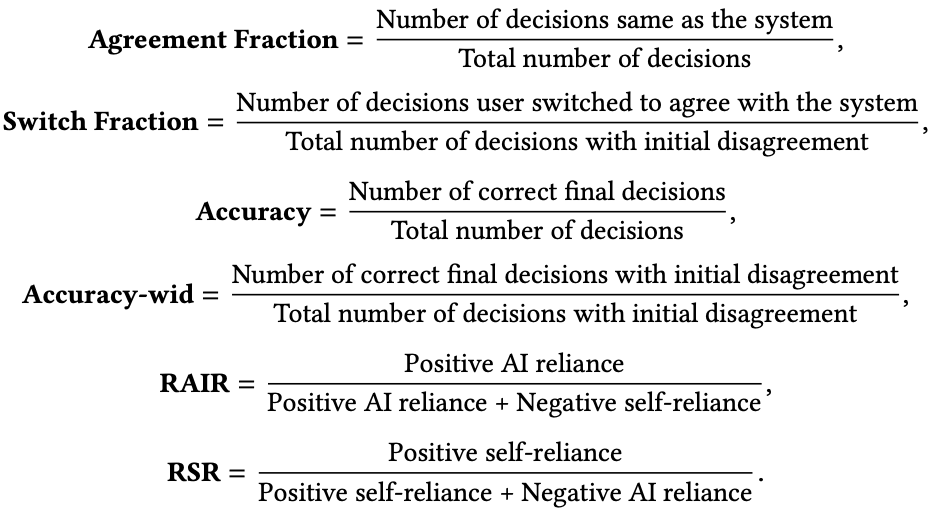 Agreement Fraction = Number of decisions same as the system / Total number of decisions,
Switch Fraction = Number of decisions user switched to agree with the system / Total number of decisions with initial disagreement,
Accuracy = Number of correct final decisions / Total number of decisions,
Accuracy-wid = Number of correct final decisions with initial disagreement / Total number of decisions with initial disagreement,
RAIR = Positive AI reliance / Positive AI reliance + Negative self-reliance,
RSR = Positive self-reliance / Positive self-reliance + Negative AI reliance.